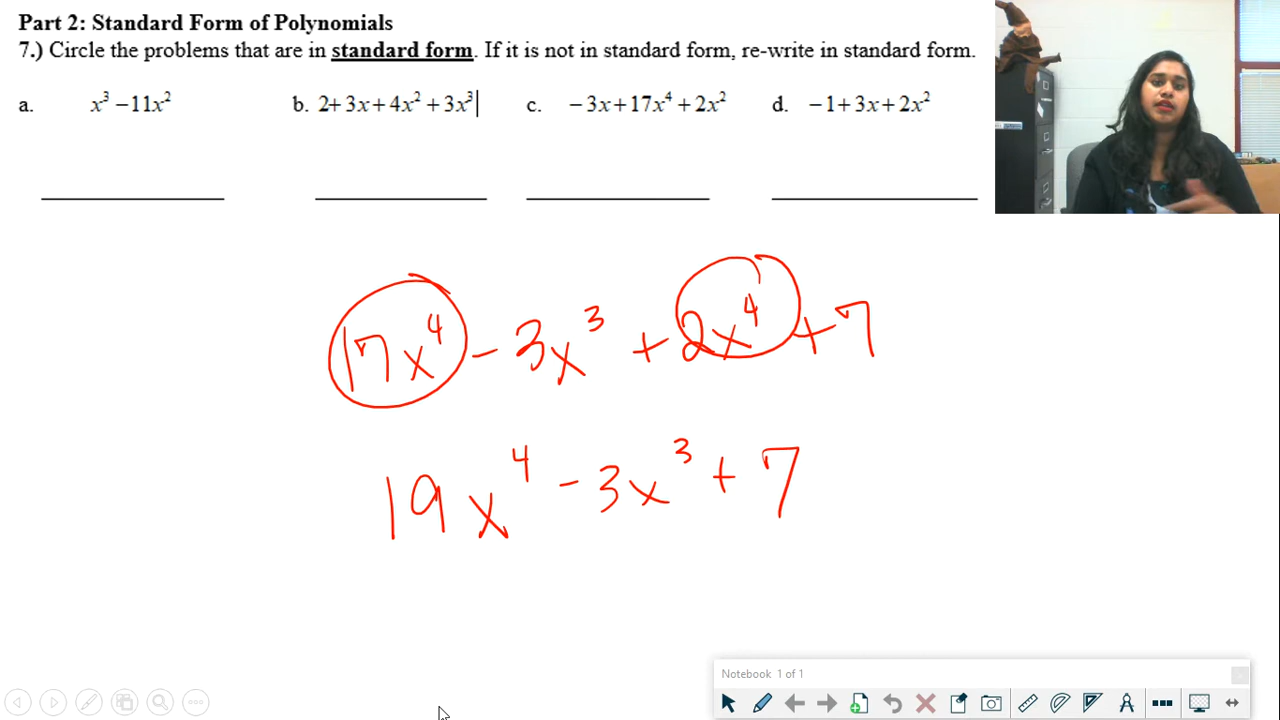 Part 2: Standard Form of Polynomials
7.) Circle the problems that are in standard form. If it is not in standard form, re-write in standard form.
a. x³ −11x² b. 2+3x+4x² +3x³| c. −3x+17x⁴ +2x² d. −1+3x+2x²
17x⁴ - 3x³ + 2x⁴ + 7
19x⁴ - 3x³ + 7
Notebook 1 of 1